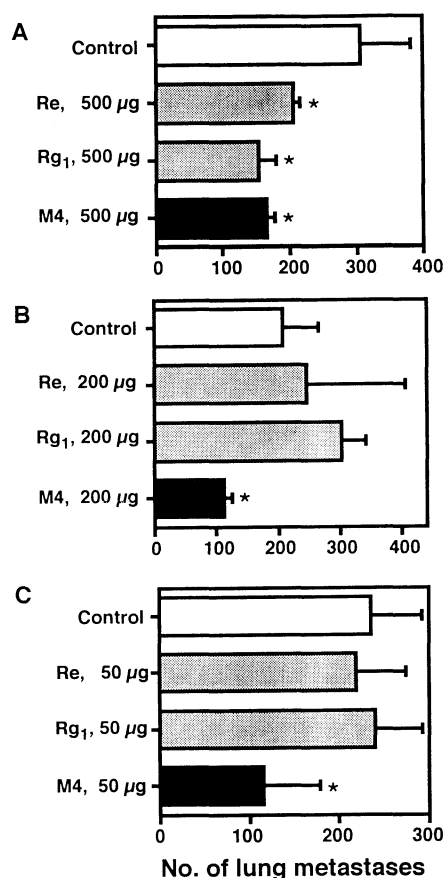 A
Control
Re, 500 µg *
Rg1, 500 µg *
M4, 500 µg *
0 100 200 300 400
B
Control
Re, 200 µg
Rg1, 200 µg
M4, 200 µg *
0 100 200 300 400
C
Control
Re, 50 µg
Rg1, 50 µg
M4, 50 µg *
0 100 200 300
No. of lung metastases